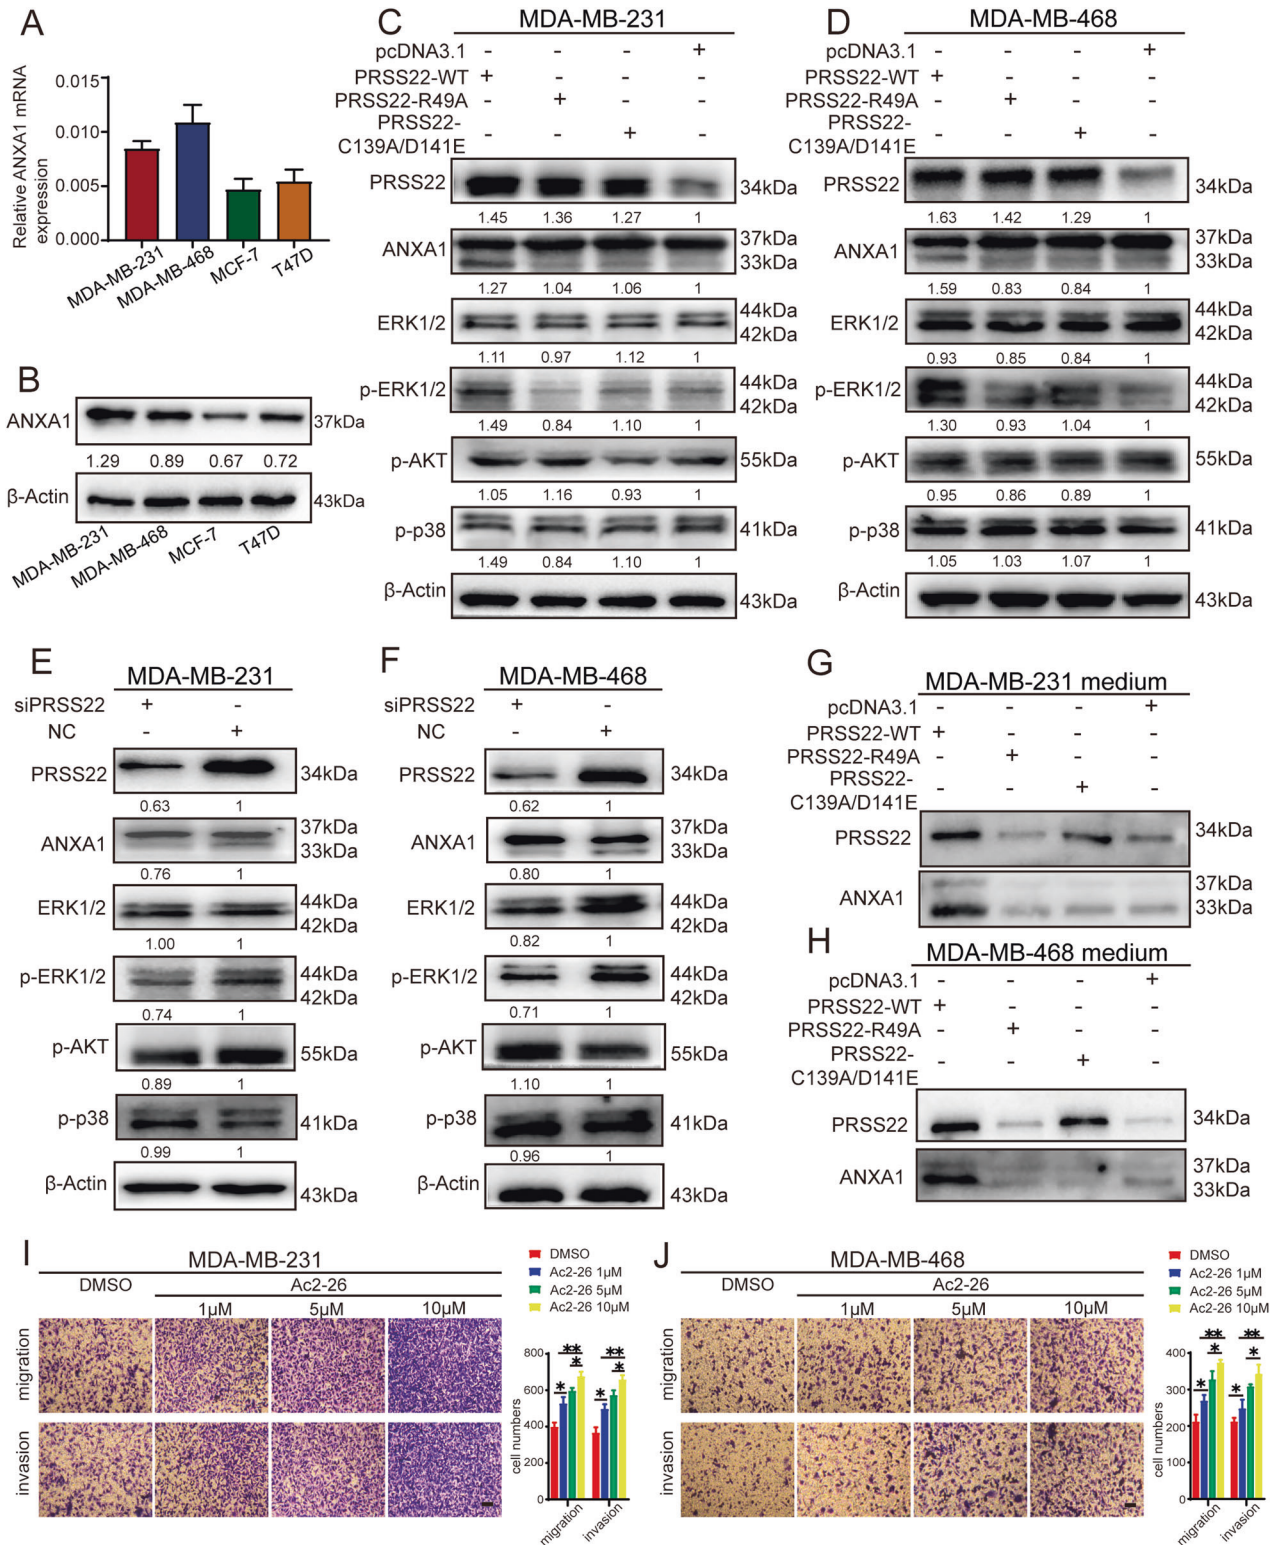 A
Relative ANXA1 mRNA
expression
0.015
0.010
0.005
0.000
MDA-MB-231
MDA-MB-468
MCF-7
T47D
B
ANXA1
37kDa
1.29 0.89 0.67 0.72
β-Actin
43kDa
MDA-MB-231
MDA-MB-468
MCF-7
T47D
C
MDA-MB-231
pcDNA3.1 - - - +
PRSS22-WT + - - -
PRSS22-R49A - + - -
PRSS22-
C139A/D141E - - + -
PRSS22 34kDa
1.45 1.36 1.27 1
ANXA1 37kDa
33kDa
1.27 1.04 1.06 1
ERK1/2 44kDa
42kDa
1.11 0.97 1.12 1
p-ERK1/2 44kDa
42kDa
1.49 0.84 1.10 1
p-AKT 55kDa
1.05 1.16 0.93 1
p-p38 41kDa
1.49 0.84 1.10 1
β-Actin 43kDa
D
MDA-MB-468
pcDNA3.1 - - - +
PRSS22-WT + - - -
PRSS22-R49A - + - -
PRSS22-
C139A/D141E - - + -
PRSS22 34kDa
1.63 1.42 1.29 1
ANXA1 37kDa
33kDa
1.59 0.83 0.84 1
ERK1/2 44kDa
42kDa
0.93 0.85 0.84 1
p-ERK1/2 44kDa
42kDa
1.30 0.93 1.04 1
p-AKT 55kDa
0.95 0.86 0.89 1
p-p38 41kDa
1.05 1.03 1.07 1
β-Actin 43kDa
E
MDA-MB-231
siPRSS22 + -
NC - +
PRSS22 34kDa
0.63 1
ANXA1 37kDa
33kDa
0.76 1
ERK1/2 44kDa
42kDa
1.00 1
p-ERK1/2 44kDa
42kDa
0.74 1
p-AKT 55kDa
0.89 1
p-p38 41kDa
0.99 1
β-Actin 43kDa
F
MDA-MB-468
siPRSS22 + -
NC - +
PRSS22 34kDa
0.62 1
ANXA1 37kDa
33kDa
0.80 1
ERK1/2 44kDa
42kDa
0.82 1
p-ERK1/2 44kDa
42kDa
0.71 1
p-AKT 55kDa
1.10 1
p-p38 41kDa
0.96 1
β-Actin 43kDa
G
MDA-MB-231 medium
pcDNA3.1 - - - +
PRSS22-WT + - - -
PRSS22-R49A - + - -
PRSS22-
C139A/D141E - - + -
PRSS22 34kDa
ANXA1 37kDa
33kDa
H
MDA-MB-468 medium
pcDNA3.1 - - - +
PRSS22-WT + - - -
PRSS22-R49A - + - -
PRSS22-
C139A/D141E - - + -
PRSS22 34kDa
ANXA1 37kDa
33kDa
I
MDA-MB-231
DMSO Ac2-26
1μM 5μM 10μM
migration
invasion
DMSO
Ac2-26 1μM
Ac2-26 5μM
Ac2-26 10μM
cell numbers
800
600
400
200
0
** **
* *
* *
migration
invasion
J
MDA-MB-468
DMSO Ac2-26
1μM 5μM 10μM
migration
invasion
DMSO
Ac2-26 1μM
Ac2-26 5μM
Ac2-26 10μM
cell numbers
400
300
200
100
0
** **
* *
* *
migration
invasion